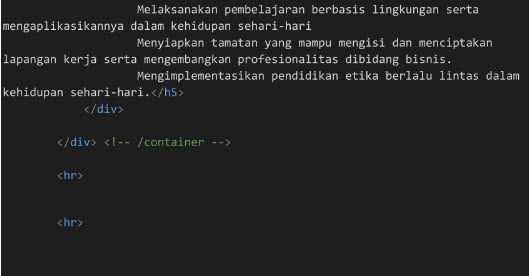 Melaksanakan pembelajaran berbasis lingkungan serta
mengaplikasikannya dalam kehidupan sehari-hari
Menyiapkan tamatan yang mampu mengisi dan menciptakan
lapangan kerja serta mengembangkan profesionalitas dibidang bisnis.
Mengimplementasikan pendidikan etika berlalu lintas dalam
kehidupan sehari-hari.</h5>
</div>
</div> <!-- /container -->
<hr>
<hr>